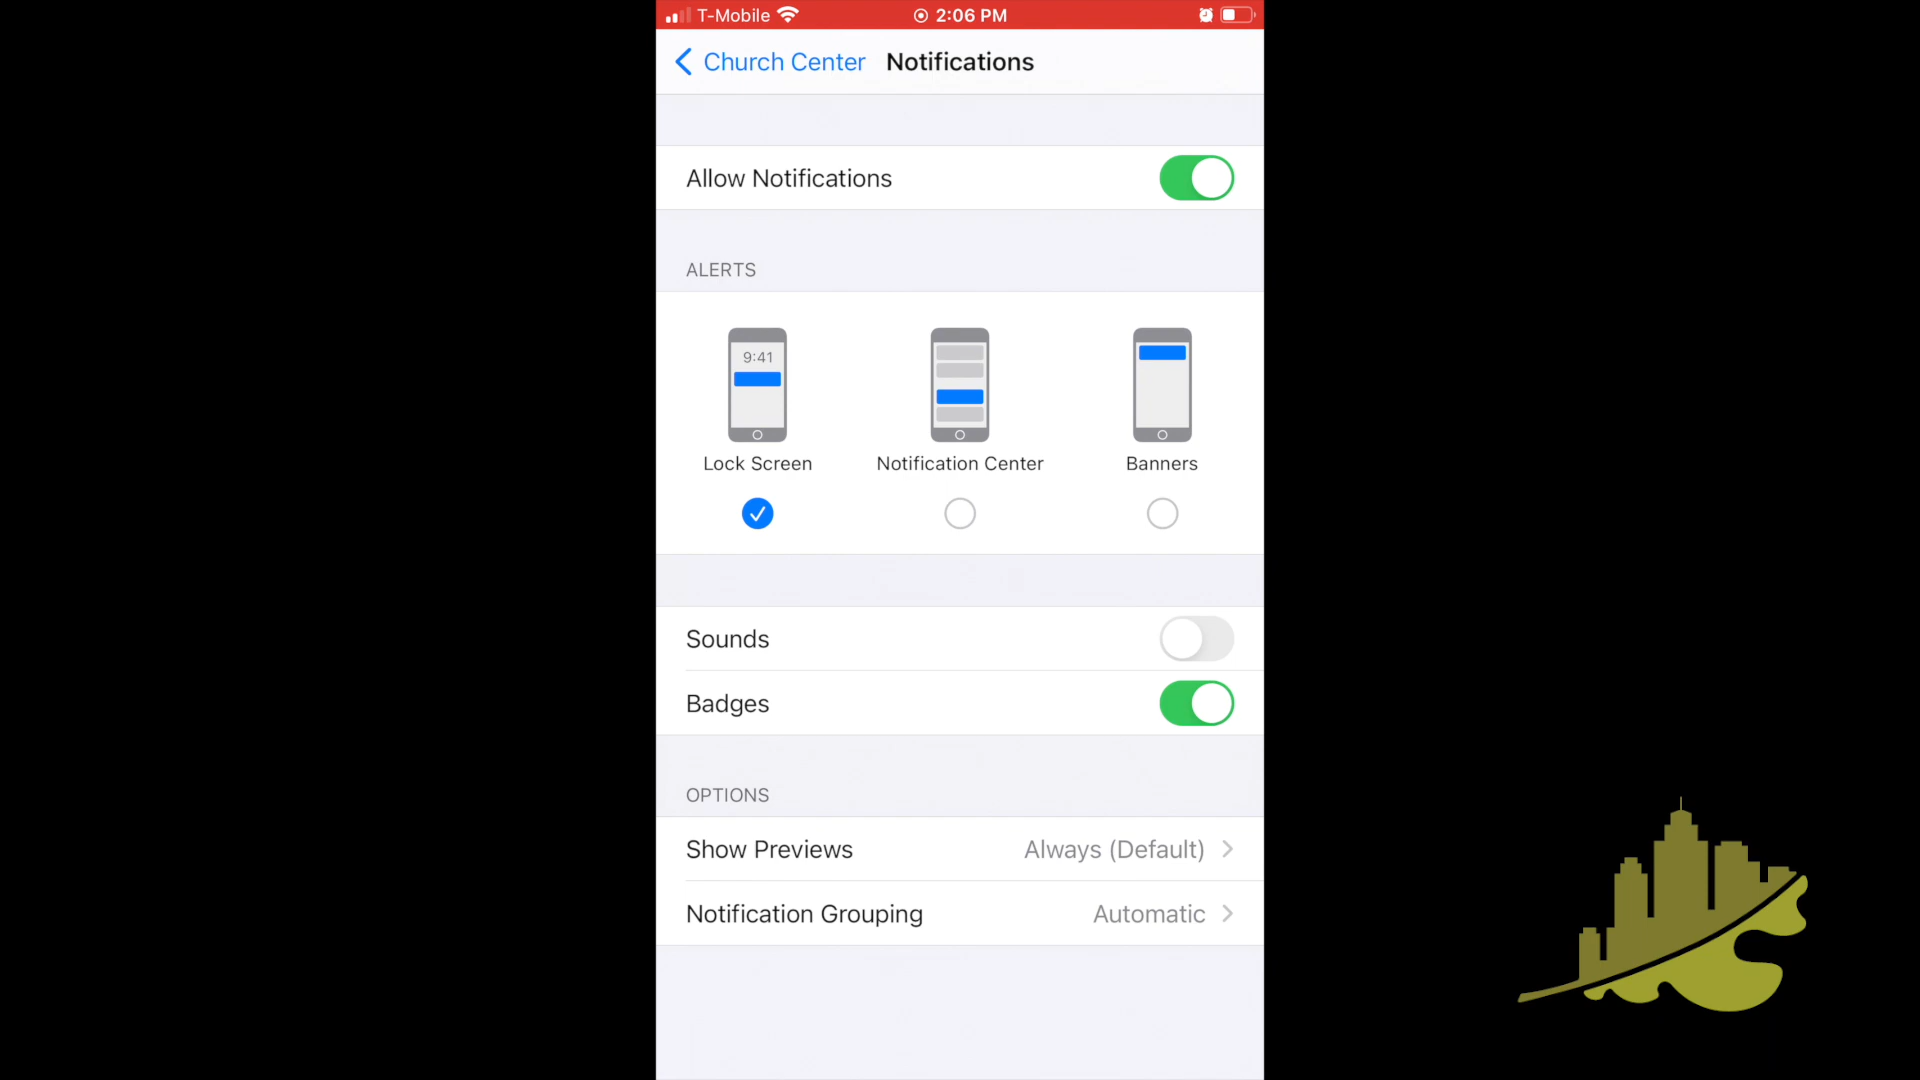 T-Mobile 2:06 PM
Church Center Notifications
Allow Notifications
ALERTS
9:41
Lock Screen Notification Center Banners
Sounds
Badges
OPTIONS
Show Previews Always (Default)
Notification Grouping Automatic